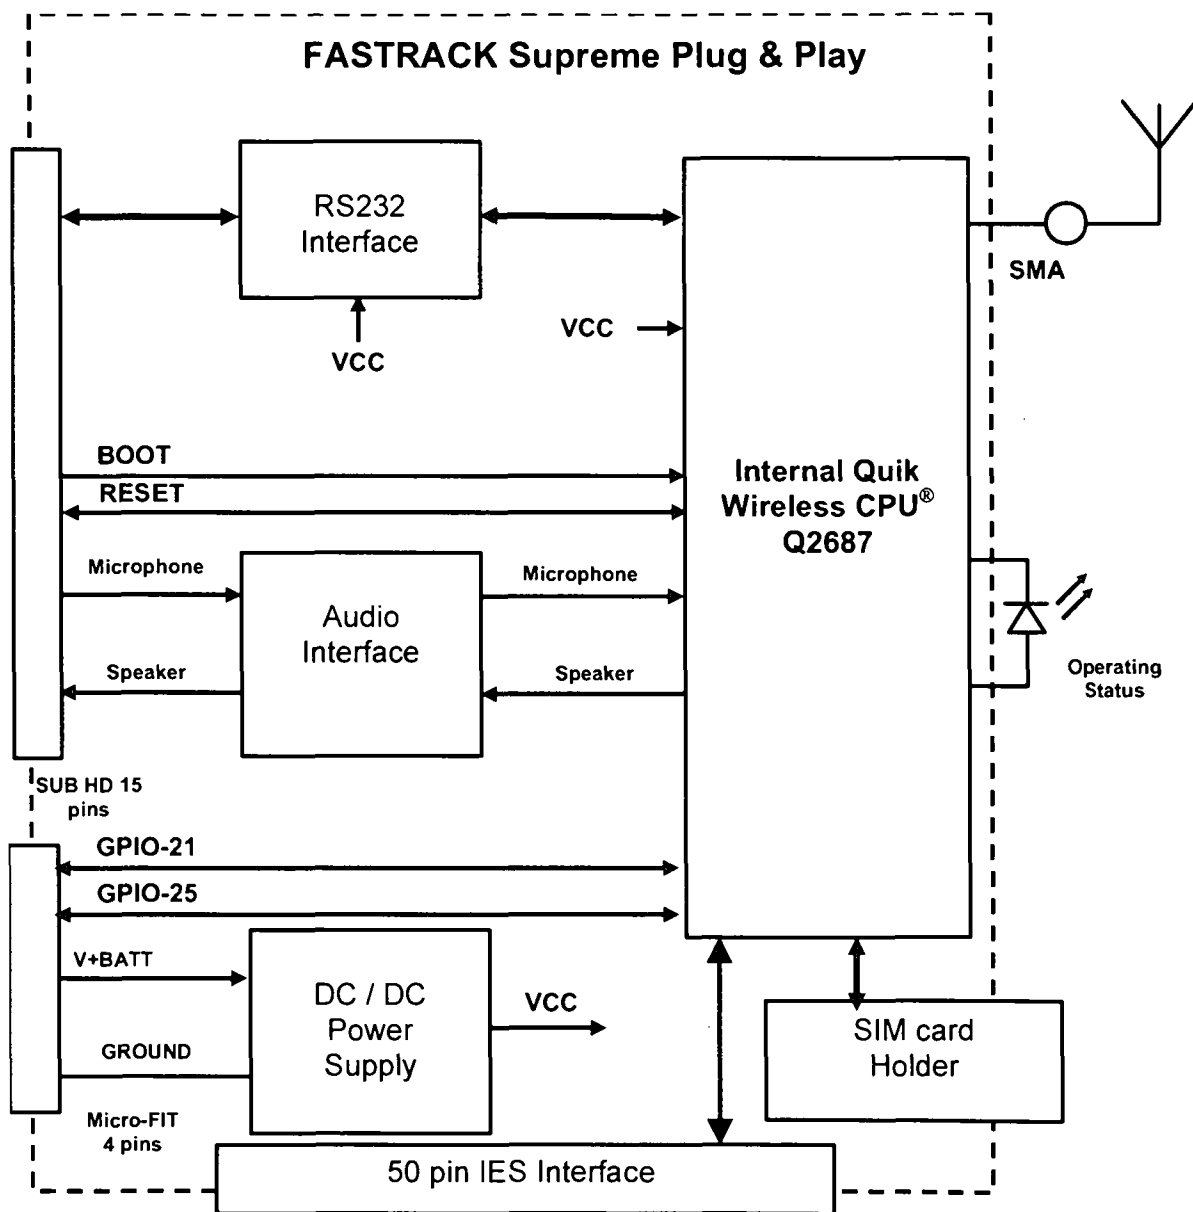 FASTRACK Supreme Plug & Play
RS232
Interface
VCC
VCC
SMA
BOOT
RESET
Internal Quik
Wireless CPU®
Q2687
Microphone
Microphone
Audio
Interface
Speaker
Speaker
Operating
Status
SUB HD 15
pins
GPIO-21
GPIO-25
V+BATT
DC / DC
Power
Supply
VCC
GROUND
SIM card
Holder
Micro-FIT
4 pins
50 pin IES Interface